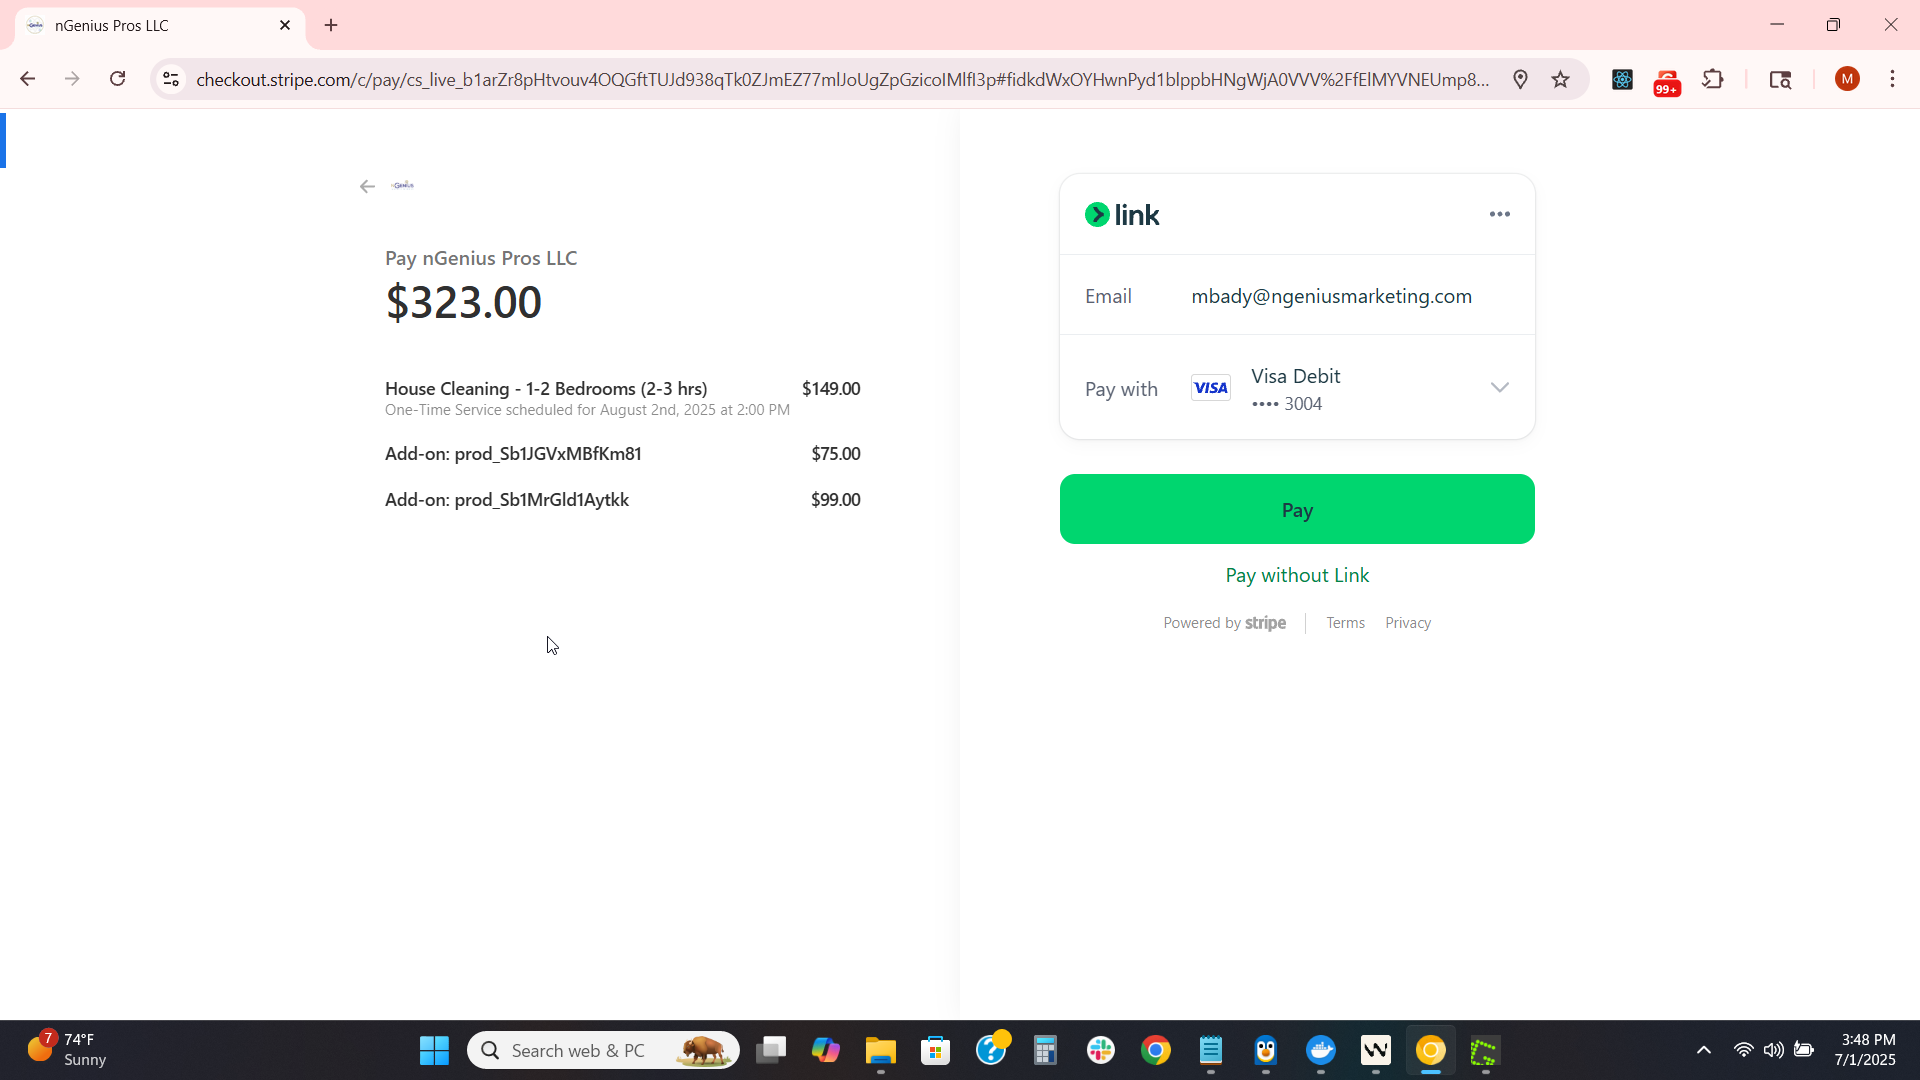 nGenius Pros LLC
checkout.stripe.com/c/pay/cs_live_b1arZr8pHtvouv4OQGftTUJd938qTk0ZJmEZ77mlJoUgZpGzicoIMlfI3p#fidkdWxOYHwnPyd1blppbHNgWjA0VVV%2FfElMYVNEUmp8...
99+
M
nGenius
Pay nGenius Pros LLC
$323.00
House Cleaning - 1-2 Bedrooms (2-3 hrs) $149.00
One-Time Service scheduled for August 2nd, 2025 at 2:00 PM
Add-on: prod_Sb1JGVxMBfKm81 $75.00
Add-on: prod_Sb1MrGld1Aytkk $99.00
link
Email mbady@ngeniusmarketing.com
Pay with VISA Visa Debit
•••• 3004
Pay
Pay without Link
Powered by stripe Terms Privacy
7
74°F
Sunny
Search web & PC
3:48 PM
7/1/2025